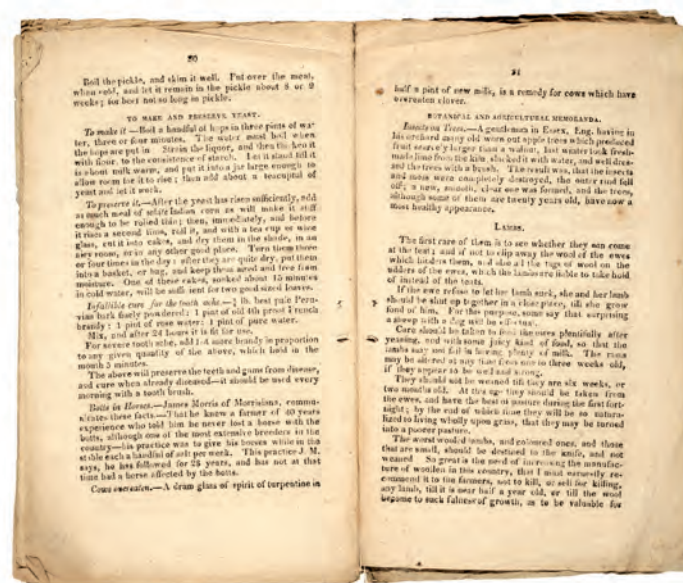 20
Boil the pickle, and skim it well. Put over the meat,
when cold, and let it remain in the pickle about 8 or 9
weeks; for beef not so long in pickle.
TO MAKE AND PRESERVE YEAST.
To make it.—Boil a handful of hops in three pints of wa-
ter, three or four minutes. The water must boil when
the hops are put in. Strain the liquor, and then thicken it
with flour, to the consistence of starch. Let it stand till it
is about milk warm, and put it into a jar large enough to
allow room for it to rise; then add about a teacupful of
yeast and let it work.
To preserve it.—After the yeast has risen sufficiently, add
as much meal of white Indian corn as will make it stiff
enough to be rolled thin; then, immediately, and before
it rises a second time, roll it, and with a tea cup or wine
glass, cut it into cakes, and dry them in the shade, in an
airy room, or in any other good place. Turn them three
or four times in the day: after they are quite dry, put them
into a basket, or bag, and keep them aired and free from
moisture. One of these cakes, soaked about 15 minutes
in cold water, will be sufficient for two good sized loaves.
Infallible cure for the tooth ache.—lb. best pale Peru-
vian bark finely powdered: 1 pint of old 4th proof French
brandy: 1 pint of rose water: 1 pint of pure water.
Mix, and after 24 hours it is fit for use.
For severe tooth ache, add 1-4 more brandy in proportion
to any given quantity of the above, which hold in the
mouth 5 minutes.
The above will preserve the teeth and gums from disease,
and cure when already diseased—it should be used every
morning with a tooth brush.
Botts in Horses.—James Morris of Morrisiana, commu-
nicates these facts.—That he knew a farmer of 40 years
experience who told him he never lost a horse with the
botts, although one of the most extensive breeders in the
country—his practice was to give his horses while in the
stable each a handful of salt per week. This practice J. M.
says, he has followed for 25 years, and has not at that
time had a horse affected by the botts.
Cows overeaten.—A dram glass of spirit of turpentine in
21
half a pint of new milk, is a remedy for cows which have
overeaten clover.
BOTANICAL AND AGRICULTURAL MEMORANDA.
Insects on Trees.—A gentleman in Essex, Eng. having in
his orchard many old worn out apple trees which produced
fruit scarcely larger than a walnut, last winter took fresh-
made lime from the kiln, slacked it with water, and well dres-
sed the trees with a brush. The result was, that the insects
and moss were completely destroyed, the outer rind fell
off; a new, smooth, clear one was formed, and the trees,
although some of them are twenty years old, have now a
most healthy appearance.
LAMBS.
The first care of them is to see whether they can come
at the teat; and if not to clip away the wool of the ewes
which hinders them, and also all the tags of wool on the
udders of the ewes, which the lambs are liable to take hold
of instead of the teats.
If the ewe refuse to let her lamb suck, she and her lamb
should be shut up together in a close place, till she grow
fond of him. For this purpose, some say that surprising
a sheep with a dog will be effectual.
Care should be taken to feed the ewes plentifully after
yeaning, and with some juicy kind of food, so that the
lambs may not fail in having plenty of milk. The rams
may be altered at any time from one to three weeks old,
if they appear to be well and strong.
They should not be weaned till they are six weeks, or
two months old. At this age they should be taken from
the ewes, and have the best of pasture during the first fort-
night; by the end of which time they will be so natura-
lized to living wholly upon grass, that they may be turned
into a poorer pasture.
The worst wooled lambs, and coloured ones, and those
that are small, should be destined to the knife, and not
weaned. So great is the need of increasing the manufac-
ture of woollen in this country, that I must earnestly re-
commend it to the farmers, not to kill, or sell for killing,
any lamb, till it is near half a year old, or till the wool
become to such fulness of growth, as to be valuable for